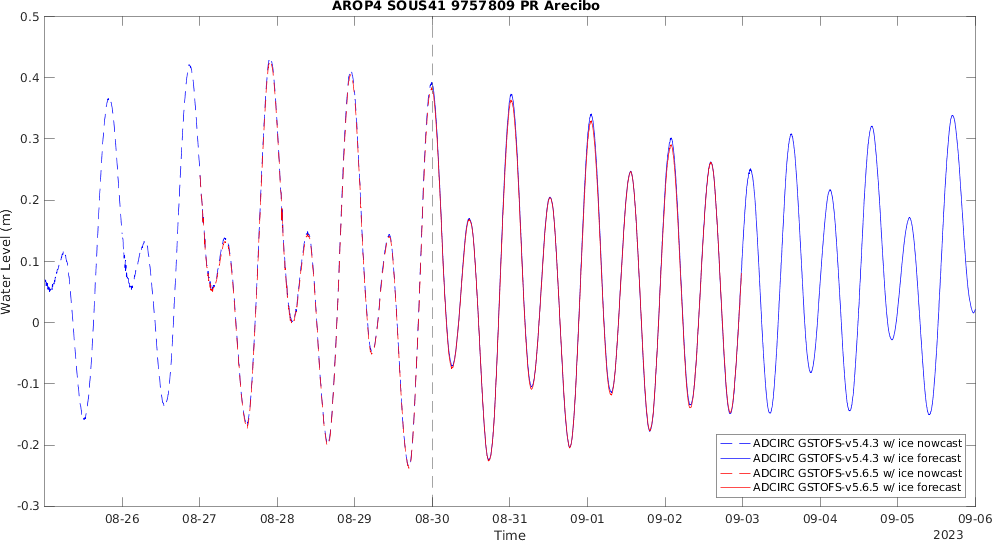 AROP4 SOUS41 9757809 PR Arecibo
0.5
0.4
0.3
0.2
0.1
0
-0.1
-0.2
-0.3
Water Level (m)
08-26 08-27 08-28 08-29 08-30 08-31 09-01 09-02 09-03 09-04 09-05 09-06
Time
2023
ADCIRC GSTOFS-v5.4.3 w/ ice nowcast
ADCIRC GSTOFS-v5.4.3 w/ ice forecast
ADCIRC GSTOFS-v5.6.5 w/ ice nowcast
ADCIRC GSTOFS-v5.6.5 w/ ice forecast